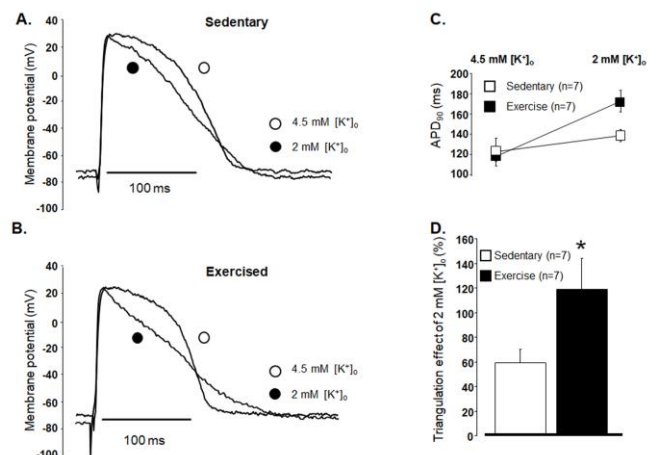 A.
Sedentary
Membrane potential (mV)
40
20
0
-20
-40
-60
-80
-100
4.5 mM [K⁺]₀
2 mM [K⁺]₀
100 ms
B.
Exercised
Membrane potential (mV)
40
20
0
-20
-40
-60
-80
-100
4.5 mM [K⁺]₀
2 mM [K⁺]₀
100 ms
C.
4.5 mM [K⁺]₀ 2 mM [K⁺]₀
APD₉₀ (ms)
200
180
160
140
120
100
Sedentary (n=7)
Exercise (n=7)
D.
Triangulation effect of 2 mM [K⁺]₀ (%)
160
140
120
100
80
60
40
20
0
Sedentary (n=7)
Exercise (n=7)
*